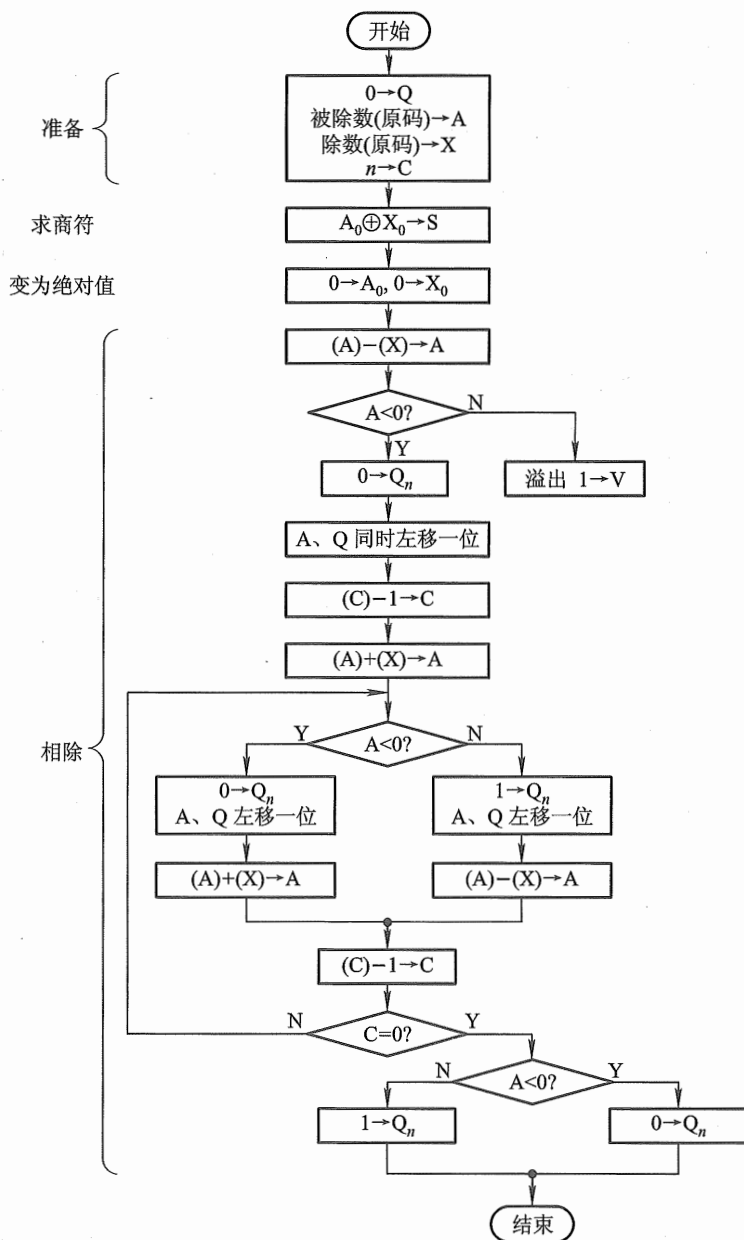 开始
准备
0→Q
被除数(原码)→A
除数(原码)→X
n→C
求商符
A₀⊕X₀→S
变为绝对值
0→A₀, 0→X₀
(A)−(X)→A
A<0?
N
Y
0→Qₙ
溢出 1→V
A、Q 同时左移一位
(C)−1→C
(A)+(X)→A
相除
Y
A<0?
N
0→Qₙ
A、Q 左移一位
1→Qₙ
A、Q 左移一位
(A)+(X)→A
(A)−(X)→A
(C)−1→C
N
C=0?
Y
N
A<0?
Y
1→Qₙ
0→Qₙ
结束